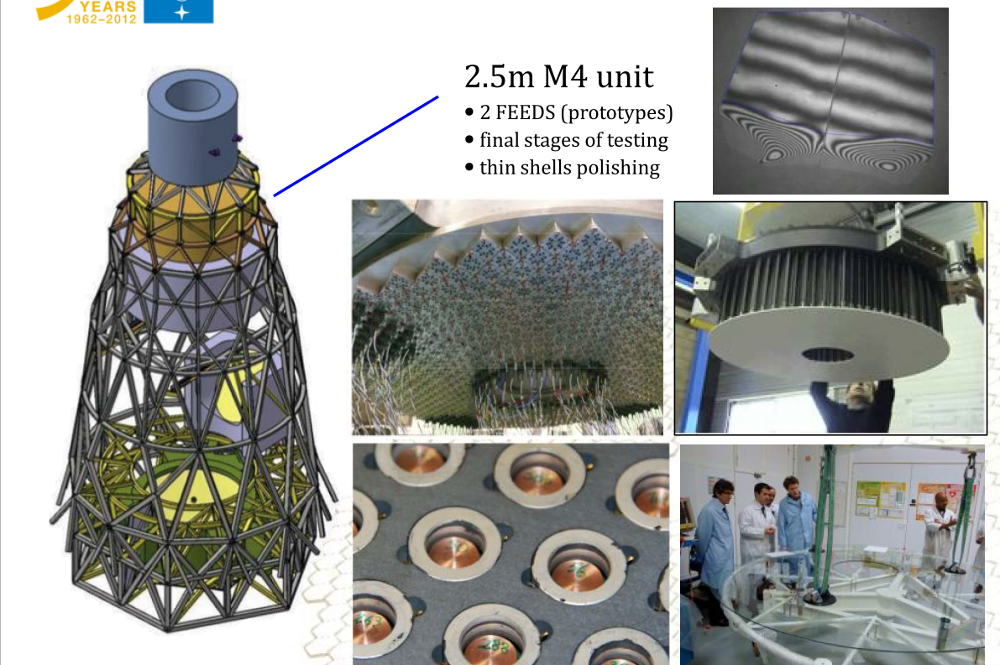 YEARS
1962–2012
2.5m M4 unit
• 2 FEEDS (prototypes)
• final stages of testing
• thin shells polishing